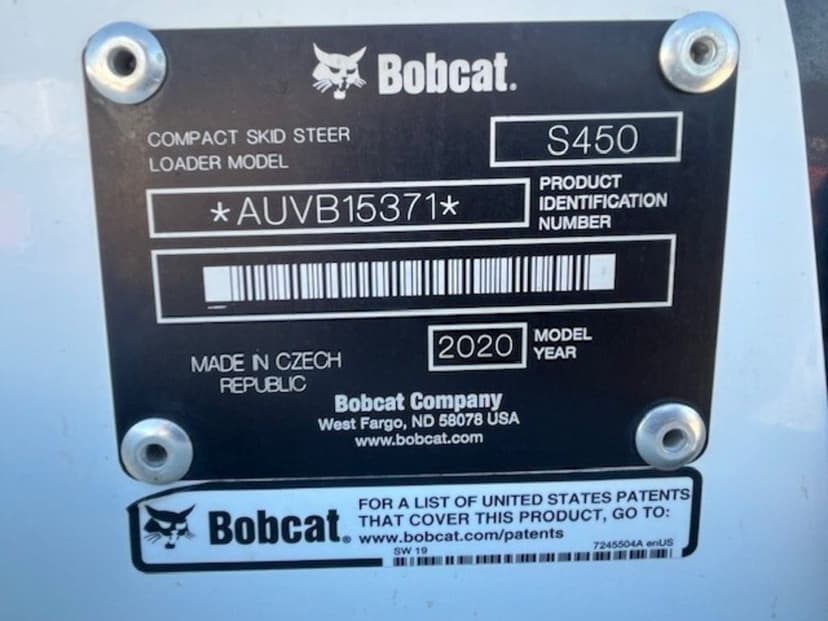 Bobcat.
COMPACT SKID STEER
LOADER MODEL
S450
*AUVB15371*
PRODUCT
IDENTIFICATION
NUMBER
MADE IN CZECH
REPUBLIC
2020
MODEL
YEAR
Bobcat Company
West Fargo, ND 58078 USA
www.bobcat.com
Bobcat®
FOR A LIST OF UNITED STATES PATENTS
THAT COVER THIS PRODUCT, GO TO:
www.bobcat.com/patents
SW 19
7245504A enUS